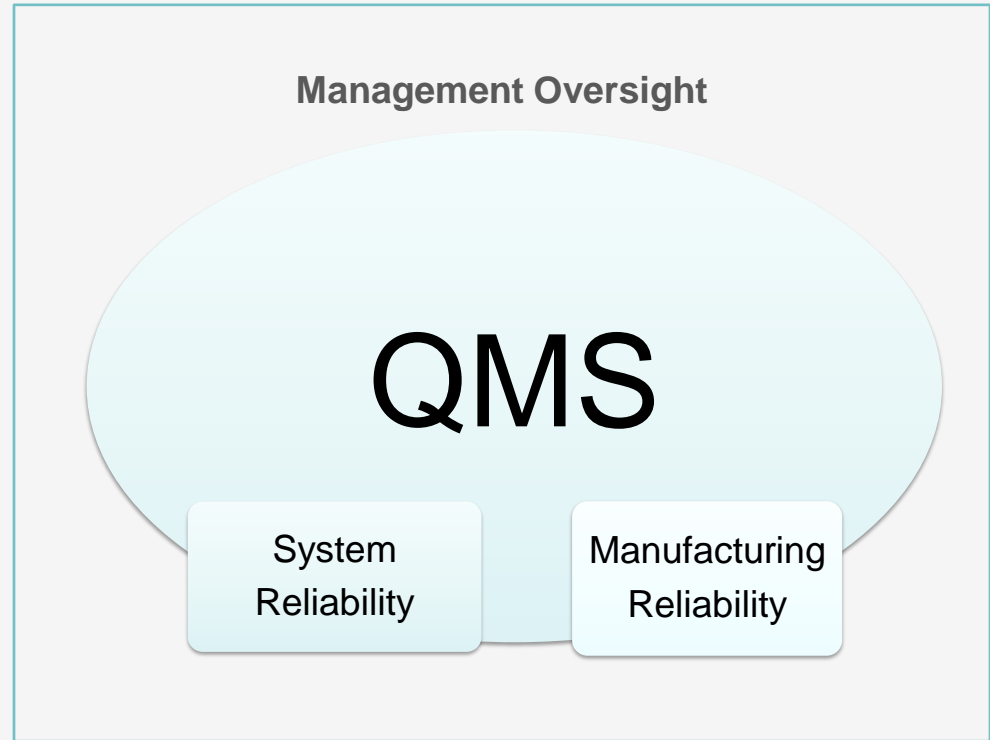 Management Oversight
QMS
System
Reliability
Manufacturing
Reliability